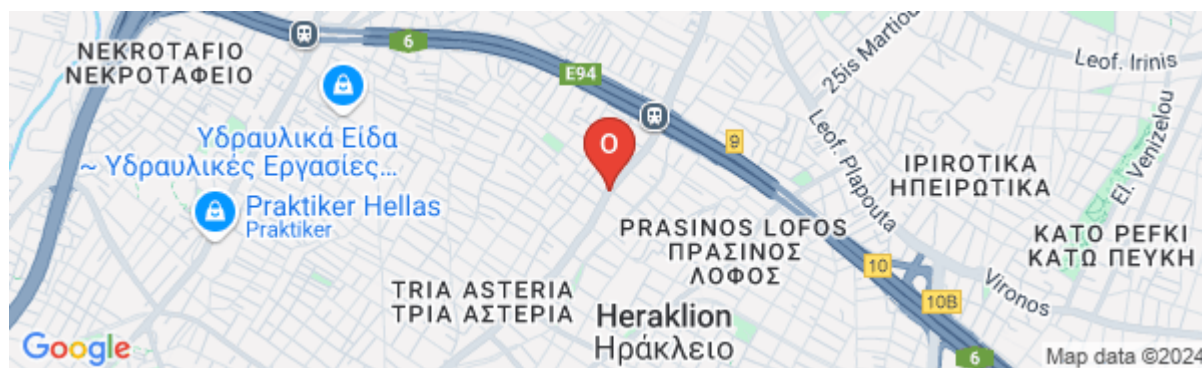 NEKROTAFIO
ΝΕΚΡΟΤΑΦΕΙΟ
6
E94
25is Martiou
Leof. Irinis
Υδραυλικά Είδα
~ Υδραυλικές Εργασίες...
O
9
Leof. Plapouta
El. Venizelou
IPIROTIKA
ΗΠΕΙΡΩΤΙΚΑ
Praktiker Hellas
Praktiker
PRASINOS LOFOS
ΠΡΑΣΙΝΟΣ
ΛΟΦΟΣ
KATO PEFKI
ΚΑΤΩ ΠΕΥΚΗ
10
10B
Vironos
TRIA ASTERIA
ΤΡΙΑ ΑΣΤΕΡΙΑ
Heraklion
Ηράκλειο
6
Google
Map data ©2024